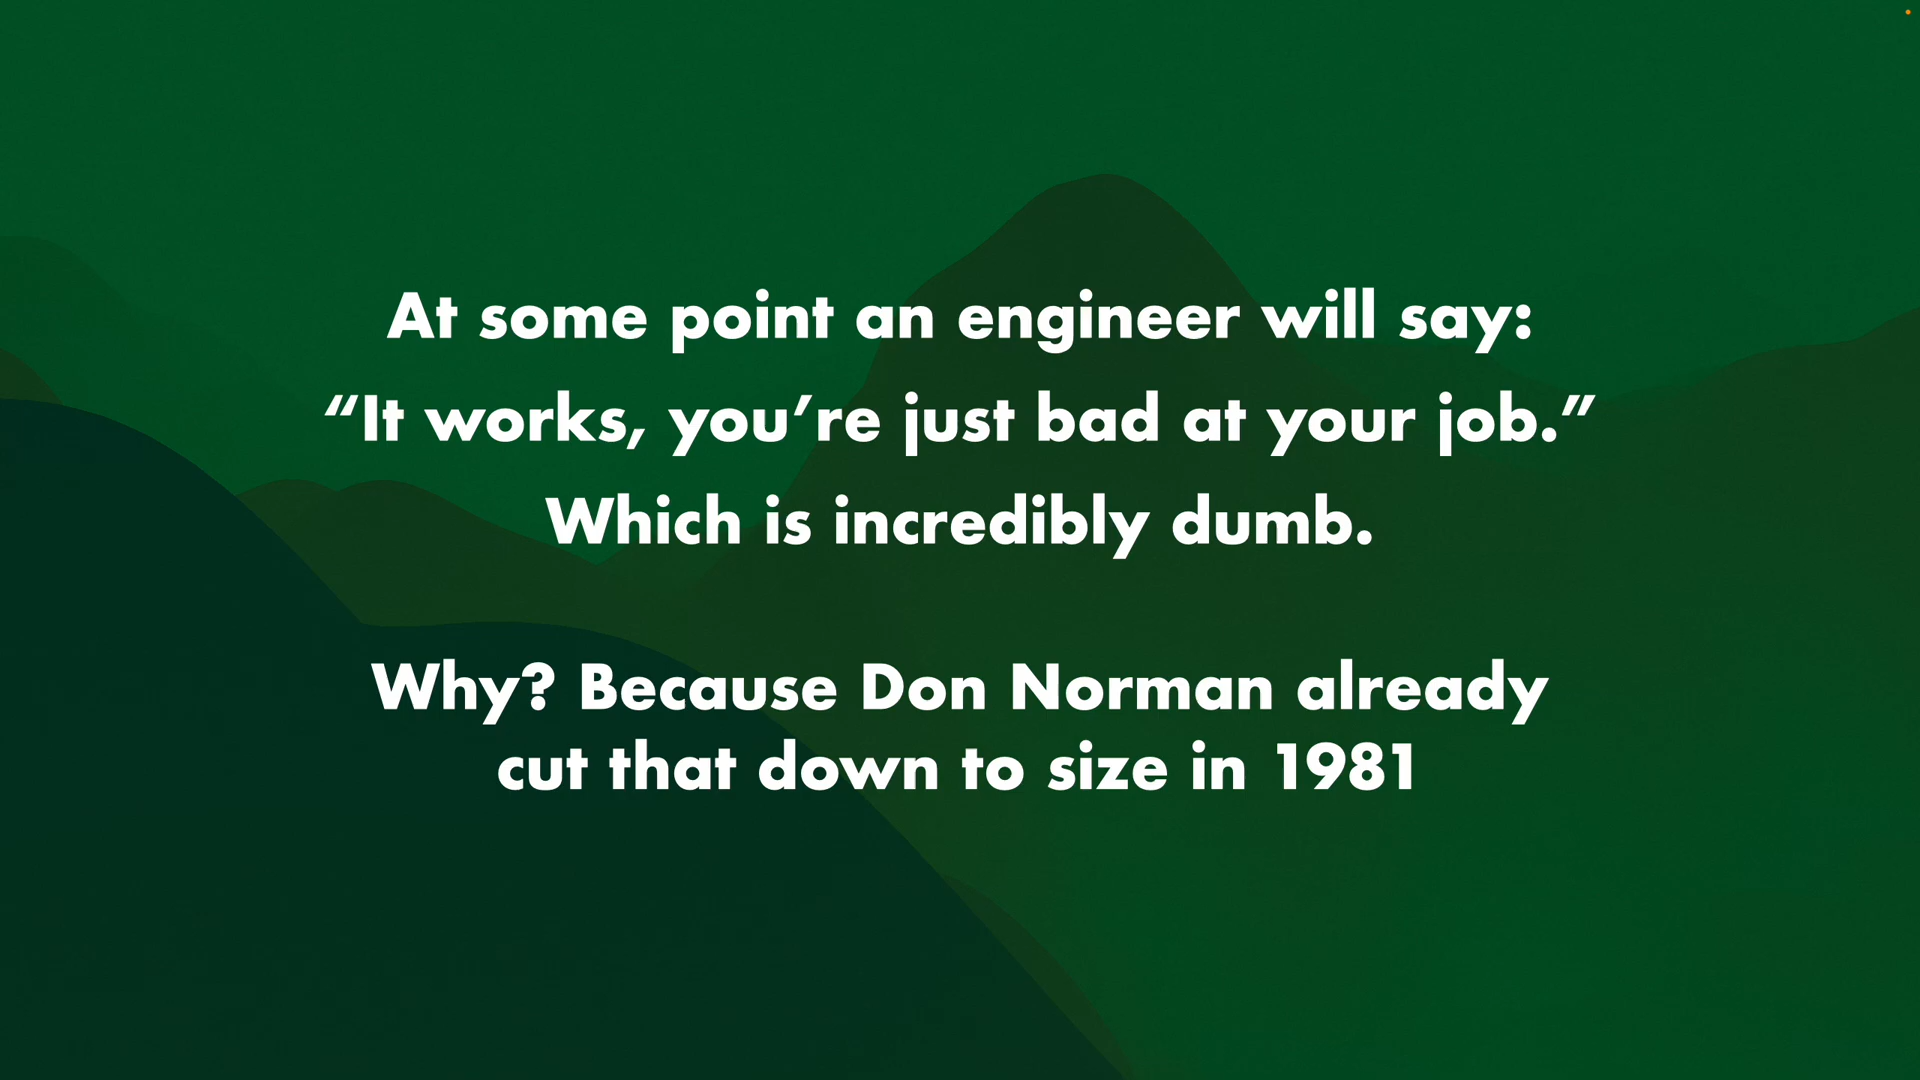 At some point an engineer will say:
“It works, you’re just bad at your job.”
Which is incredibly dumb.
Why? Because Don Norman already
cut that down to size in 1981